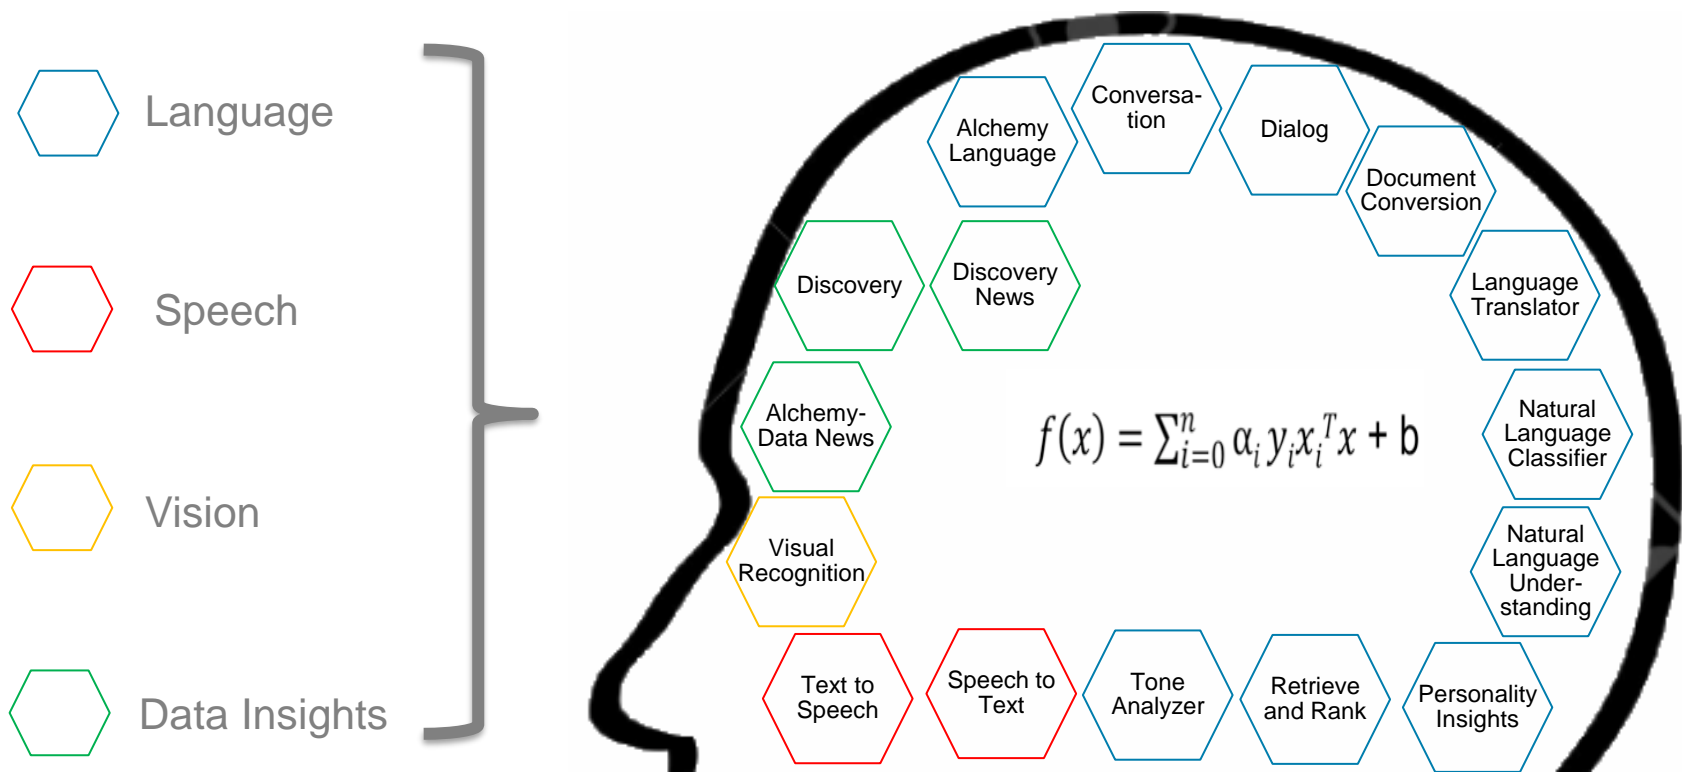 Language
Speech
Vision
Data Insights
Conversa-
tion
Alchemy
Language
Dialog
Document
Conversion
Discovery
Discovery
News
Language
Translator
Alchemy-
Data News
f(x) = ∑ⁿᵢ₌₀ αᵢ yᵢ xᵢᵀ x + b
Natural
Language
Classifier
Visual
Recognition
Natural
Language
Under-
standing
Text to
Speech
Speech to
Text
Tone
Analyzer
Retrieve
and Rank
Personality
Insights